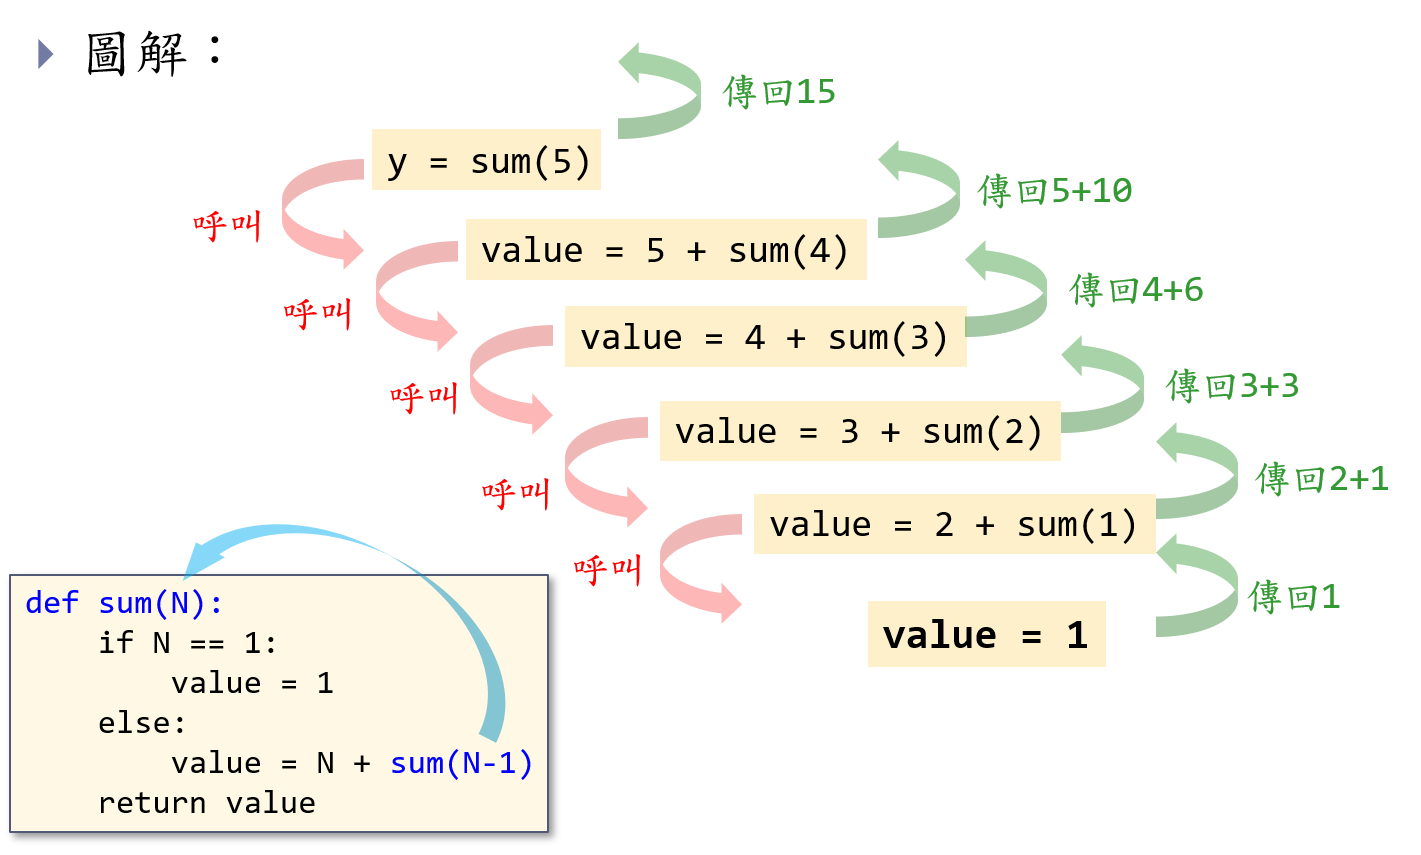 圖解：
傳回15
y = sum(5)
呼叫
傳回5+10
value = 5 + sum(4)
呼叫
傳回4+6
value = 4 + sum(3)
呼叫
傳回3+3
value = 3 + sum(2)
呼叫
傳回2+1
value = 2 + sum(1)
呼叫
傳回1
value = 1
def sum(N):
    if N == 1:
        value = 1
    else:
        value = N + sum(N-1)
    return value